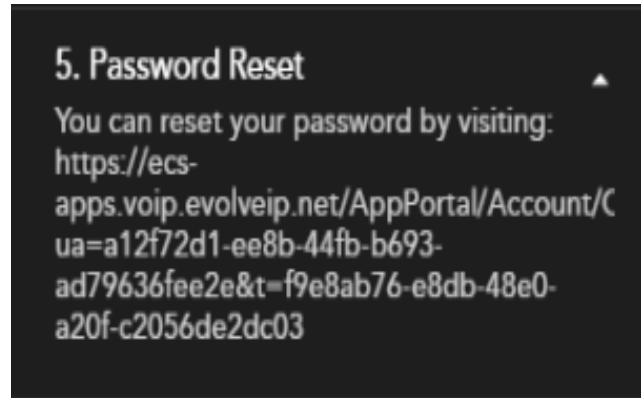 5. Password Reset
You can reset your password by visiting:
https://ecs-
apps.voip.evolveip.net/AppPortal/Account/C
ua=a12f72d1-ee8b-44fb-b693-
ad79636fee2e&t=f9e8ab76-e8db-48e0-
a20f-c2056de2dc03